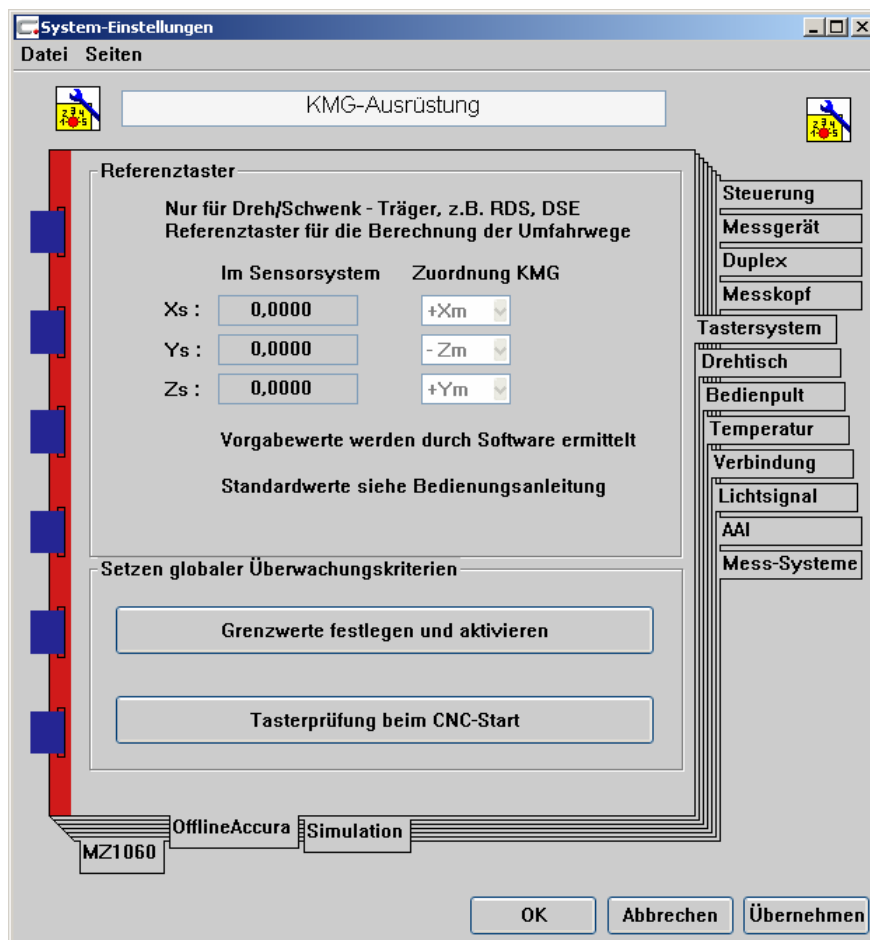 System-Einstellungen
Datei Seiten
KMG-Ausrüstung
Referenztaster
Nur für Dreh/Schwenk - Träger, z.B. RDS, DSE
Referenztaster für die Berechnung der Umfahrwege
Im Sensorsystem Zuordnung KMG
Xs : 0,0000 +Xm
Ys : 0,0000 - Zm
Zs : 0,0000 +Ym
Vorgabewerte werden durch Software ermittelt
Standardwerte siehe Bedienungsanleitung
Setzen globaler Überwachungskriterien
Grenzwerte festlegen und aktivieren
Tasterprüfung beim CNC-Start
Steuerung
Messgerät
Duplex
Messkopf
Tastersystem
Drehtisch
Bedienpult
Temperatur
Verbindung
Lichtsignal
AAI
Mess-Systeme
MZ1060
OfflineAccura
Simulation
OK Abbrechen Übernehmen